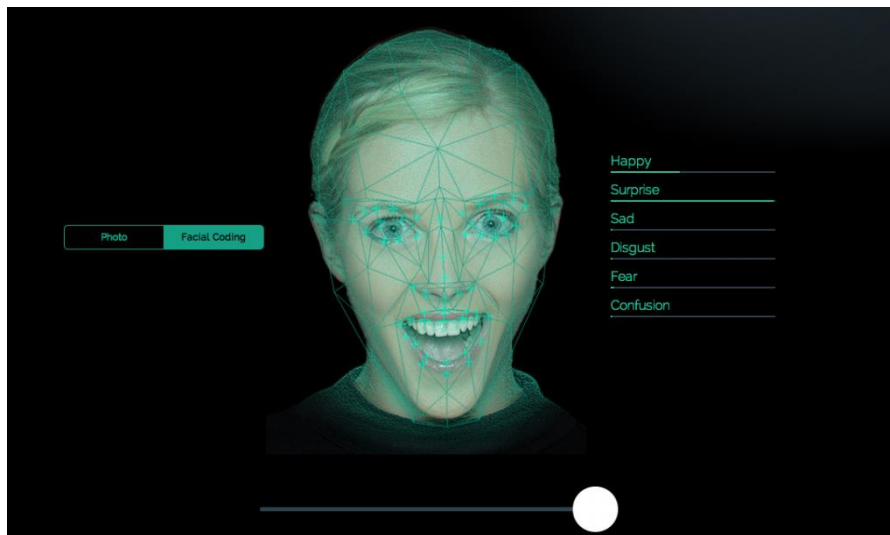 Photo
Facial Coding
Happy
Surprise
Sad
Disgust
Fear
Confusion